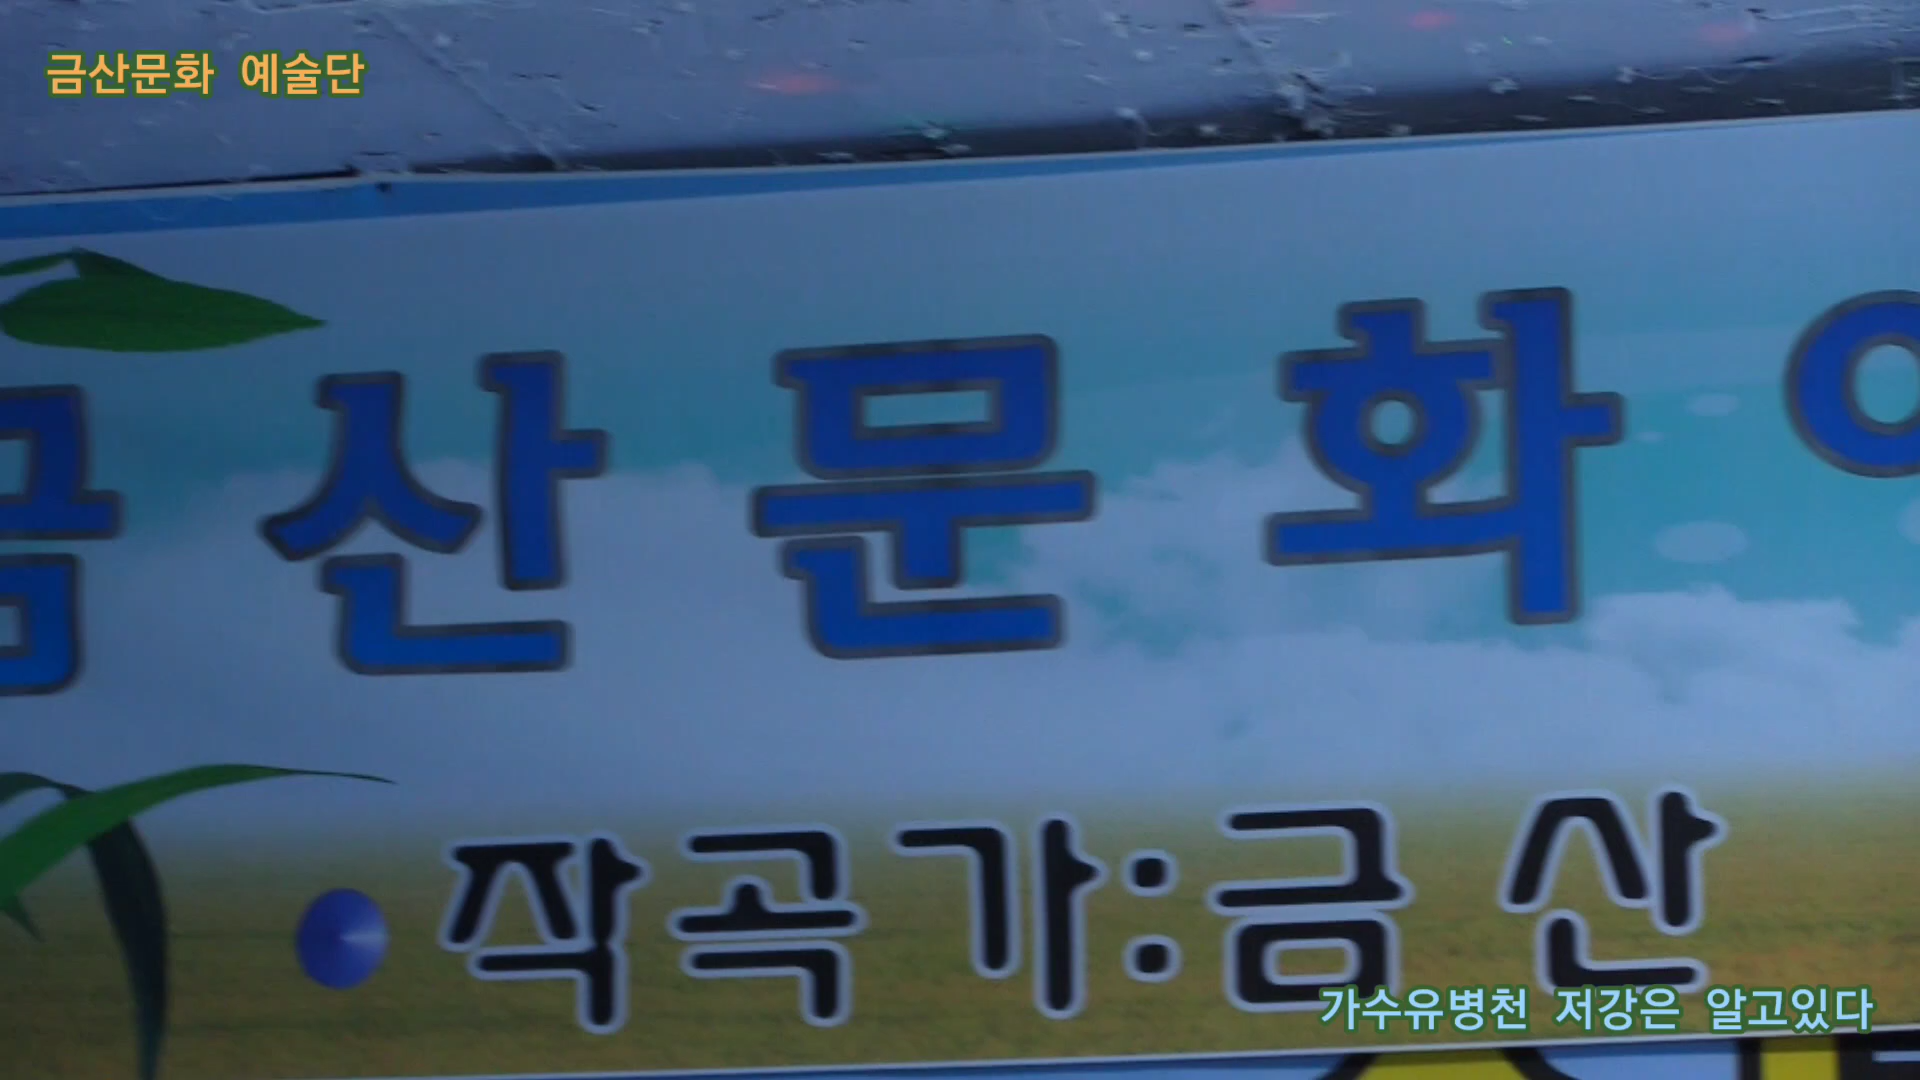 금산문화 예술단
금산문화
작곡가:금산
가수유병천 저강은 알고있다